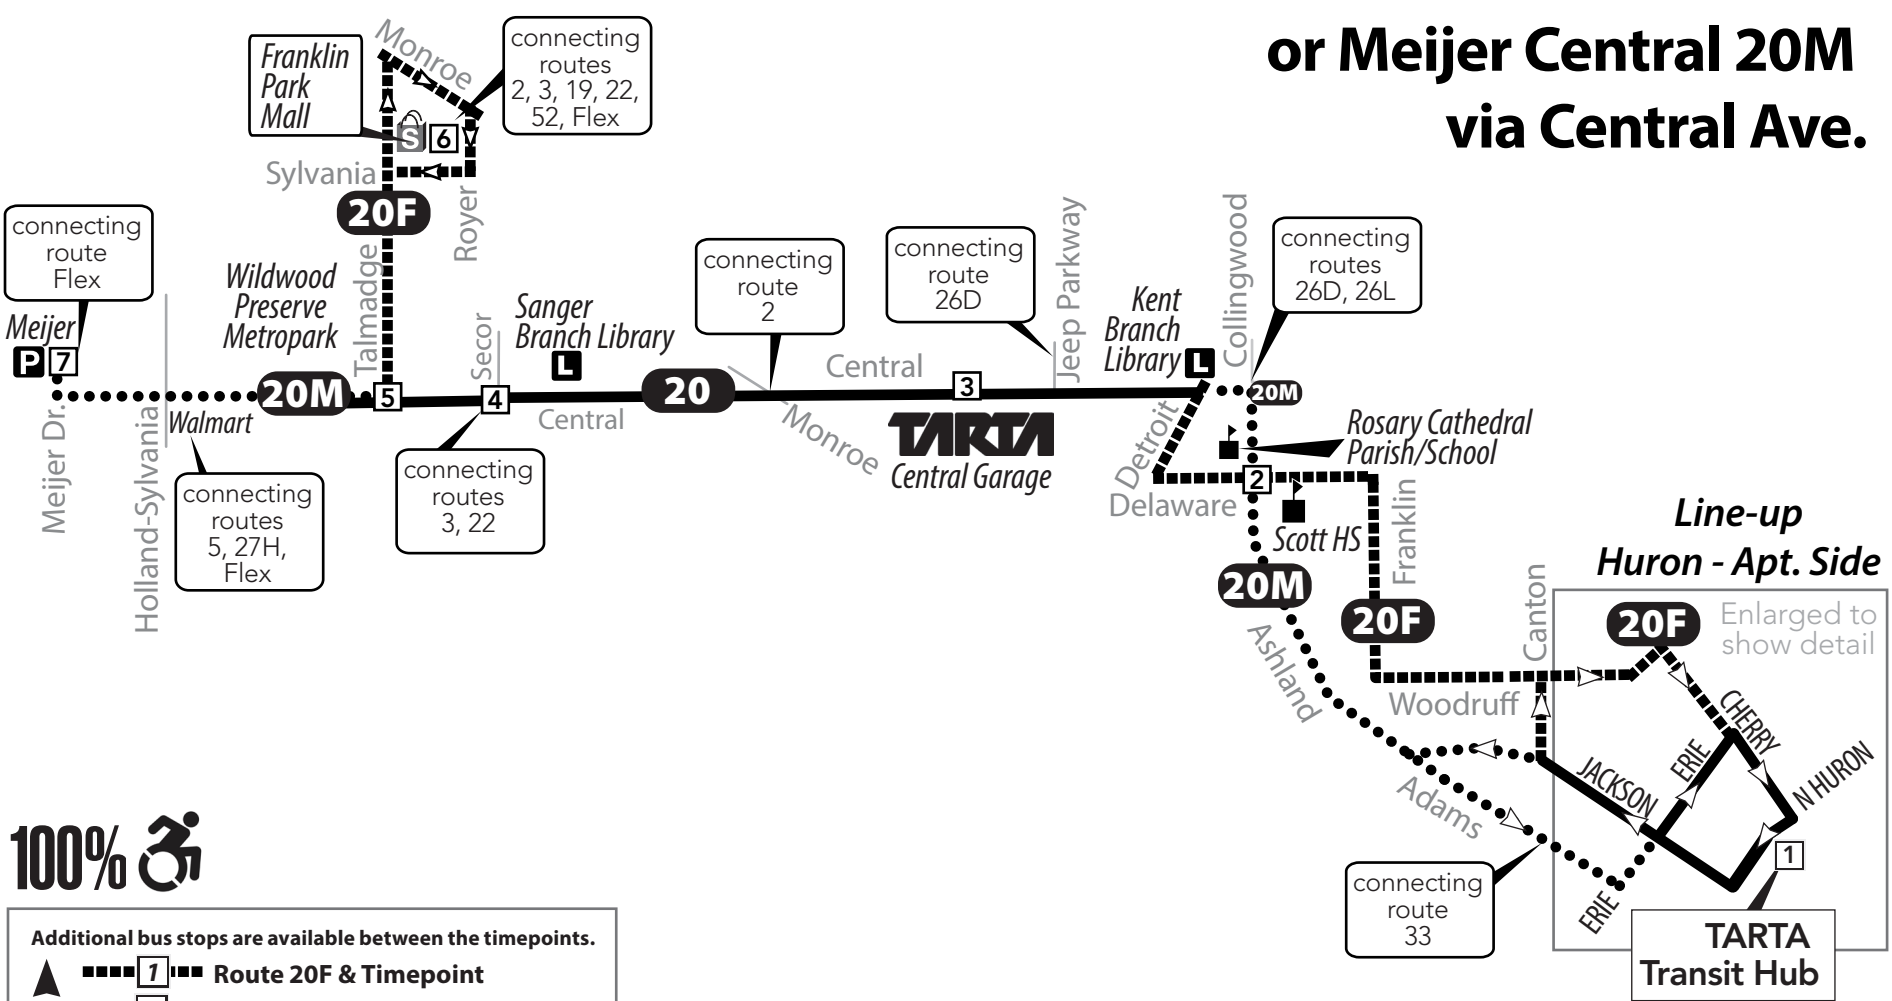 or Meijer Central 20M
via Central Ave.
Franklin
Park
Mall
Monroe
connecting
routes
2, 3, 19, 22,
52, Flex
S
6
Sylvania
20F
Royer
Talmadge
connecting
route
Flex
Meijer
P
7
Meijer Dr.
Holland-Sylvania
Walmart
connecting
routes
5, 27H,
Flex
Wildwood
Preserve
Metropark
20M
5
Secor
4
connecting
routes
3, 22
Sanger
Branch Library
L
Central
20
connecting
route
2
Monroe
Central
3
TARTA
Central Garage
connecting
route
26D
Jeep Parkway
Kent
Branch
Library
L
Collingwood
connecting
routes
26D, 26L
20M
Detroit
Delaware
2
Rosary Cathedral
Parish/School
Scott HS
Franklin
20M
20F
Ashland
Woodruff
Canton
Adams
connecting
route
33
Line-up
Huron - Apt. Side
20F
Enlarged to
show detail
CHERRY
N HURON
ERIE
JACKSON
ERIE
1
TARTA
Transit Hub
100%
Additional bus stops are available between the timepoints.
1
Route 20F & Timepoint